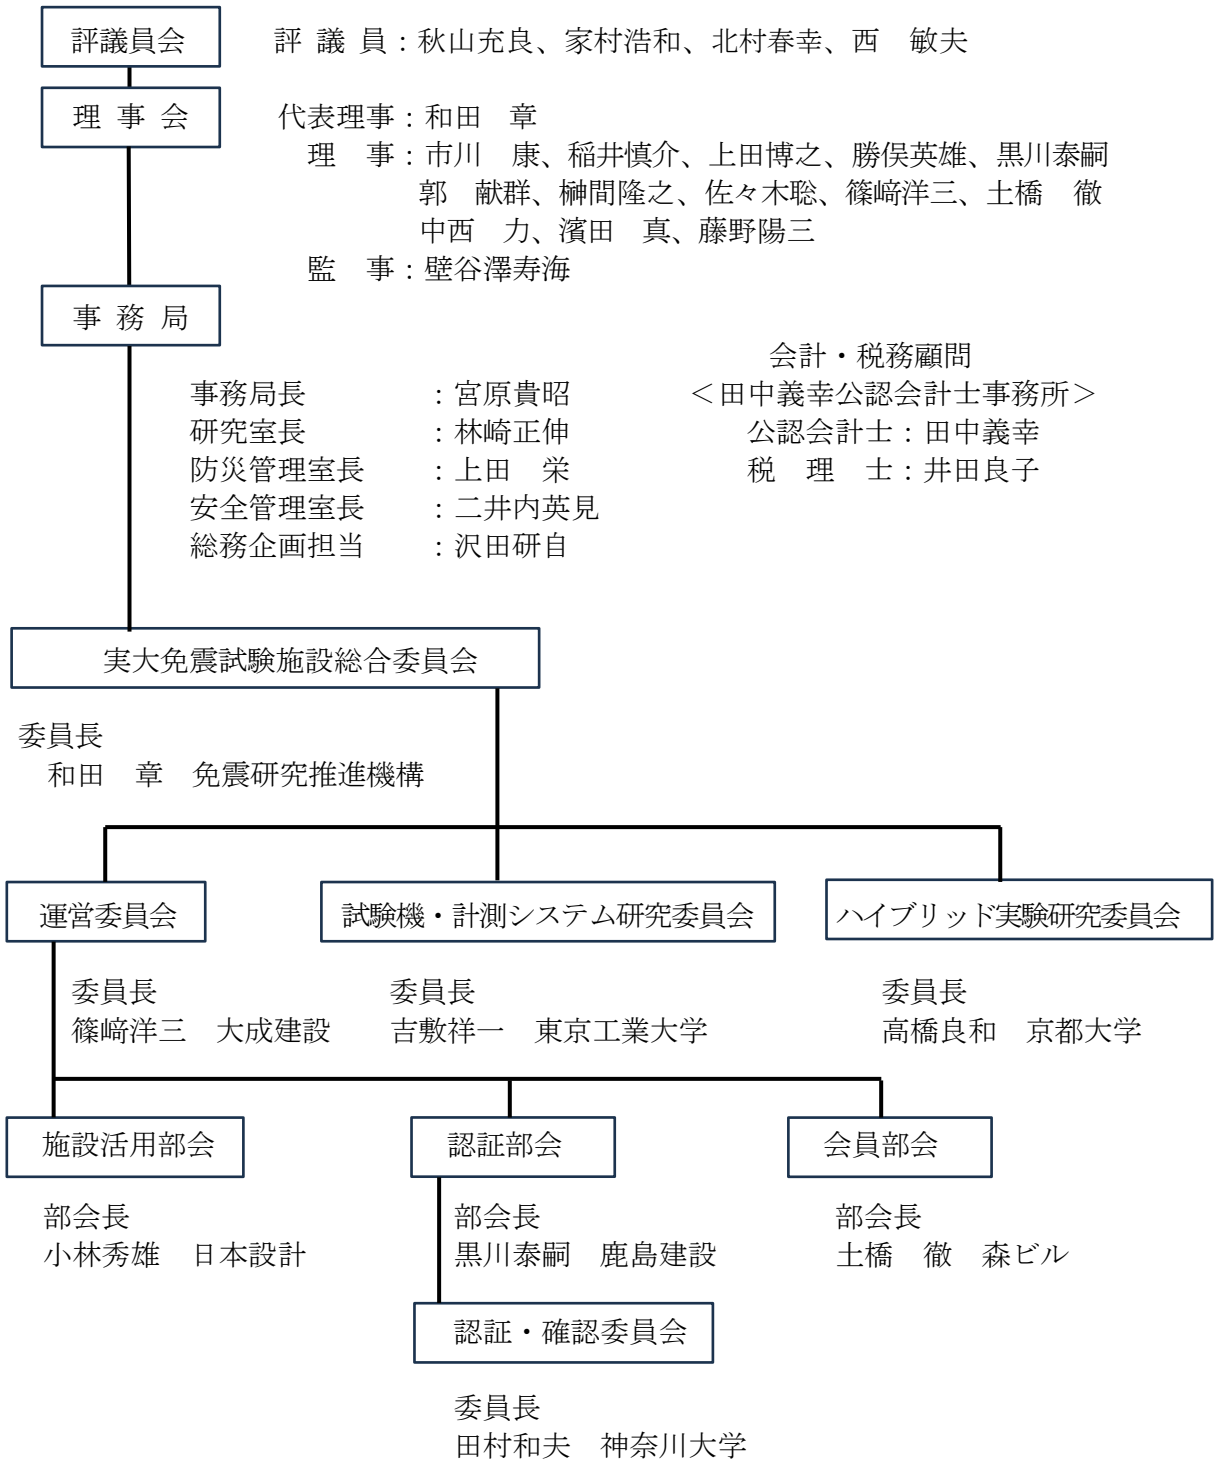 評議員会　評 議 員：秋山充良、家村浩和、北村春幸、西　敏夫
理 事 会　代表理事：和田　章
理　事：市川　康、稲井慎介、上田博之、勝俣英雄、黒川泰嗣
郭　献群、榊間隆之、佐々木聡、篠﨑洋三、土橋　徹
中西　力、濱田　真、藤野陽三
監　事：壁谷澤寿海
事 務 局
会計・税務顧問
事務局長　：宮原貴昭　＜田中義幸公認会計士事務所＞
研究室長　：林崎正伸　公認会計士：田中義幸
防災管理室長　：上田　栄　税　理　士：井田良子
安全管理室長　：二井内英見
総務企画担当　：沢田研自
実大免震試験施設総合委員会
委員長
和田　章　免震研究推進機構
運営委員会　試験機・計測システム研究委員会　ハイブリッド実験研究委員会
委員長　委員長　委員長
篠﨑洋三　大成建設　吉敷祥一　東京工業大学　高橋良和　京都大学
施設活用部会　認証部会　会員部会
部会長　部会長　部会長
小林秀雄　日本設計　黒川泰嗣　鹿島建設　土橋　徹　森ビル
認証・確認委員会
委員長
田村和夫　神奈川大学